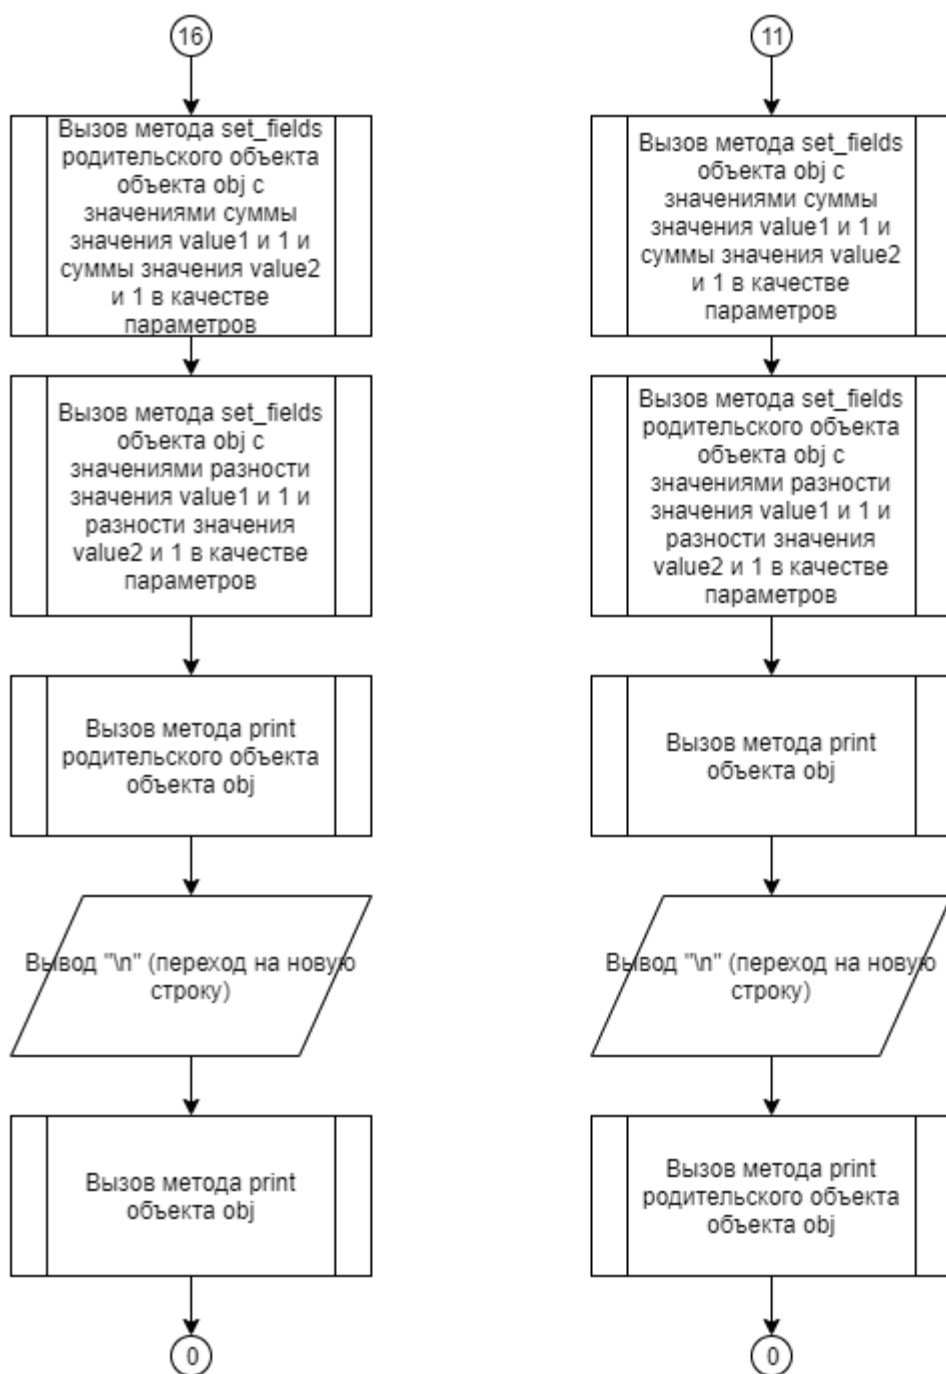 16
Вызов метода set_fields
родительского объекта
объекта obj с
значениями суммы
значения value1 и 1 и
суммы значения value2
и 1 в качестве
параметров
Вызов метода set_fields
объекта obj с
значениями разности
значения value1 и 1 и
разности значения
value2 и 1 в качестве
параметров
Вызов метода print
родительского объекта
объекта obj
Вывод "\n" (переход на новую
строку)
Вызов метода print
объекта obj
0
11
Вызов метода set_fields
объекта obj с
значениями суммы
значения value1 и 1 и
суммы значения value2
и 1 в качестве
параметров
Вызов метода set_fields
родительского объекта
объекта obj с
значениями разности
значения value1 и 1 и
разности значения
value2 и 1 в качестве
параметров
Вызов метода print
объекта obj
Вывод "\n" (переход на новую
строку)
Вызов метода print
родительского объекта
объекта obj
0